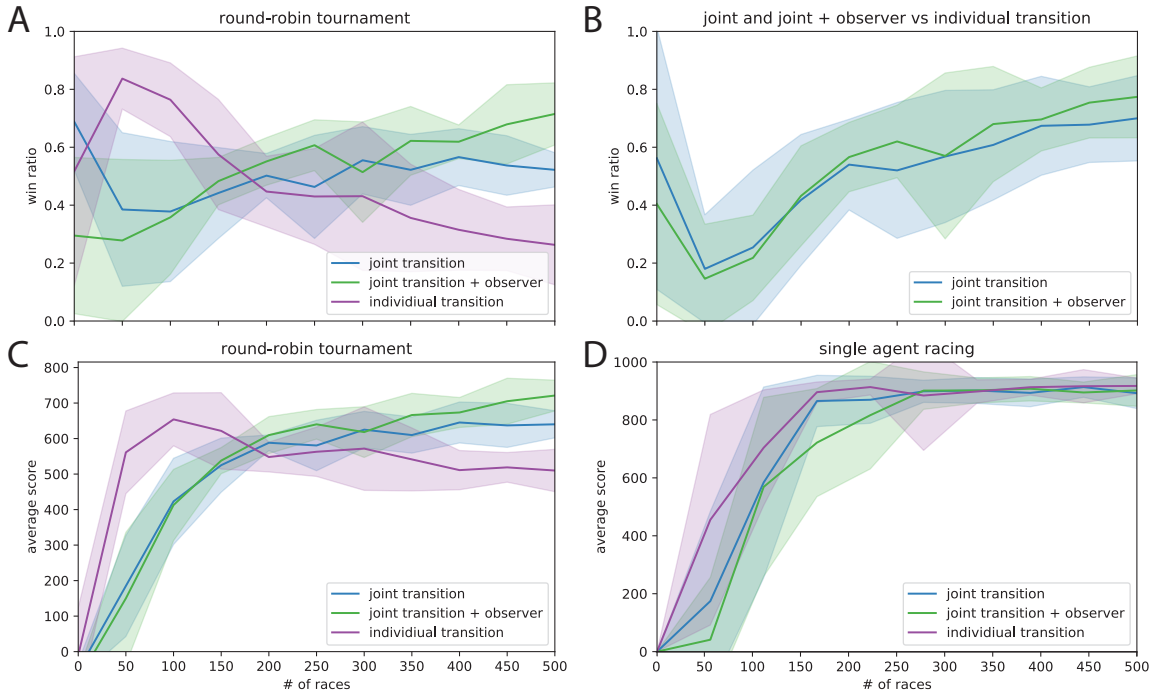 A
round-robin tournament
1.0
0.8
0.6
0.4
0.2
0.0
win ratio
joint transition
joint transition + observer
individiual transition
B
joint and joint + observer vs individual transition
1.0
0.8
0.6
0.4
0.2
0.0
win ratio
joint transition
joint transition + observer
C
round-robin tournament
800
700
600
500
400
300
200
100
0
average score
joint transition
joint transition + observer
individiual transition
0 50 100 150 200 250 300 350 400 450 500
# of races
D
single agent racing
1000
800
600
400
200
0
average score
joint transition
joint transition + observer
individiual transition
0 50 100 150 200 250 300 350 400 450 500
# of races